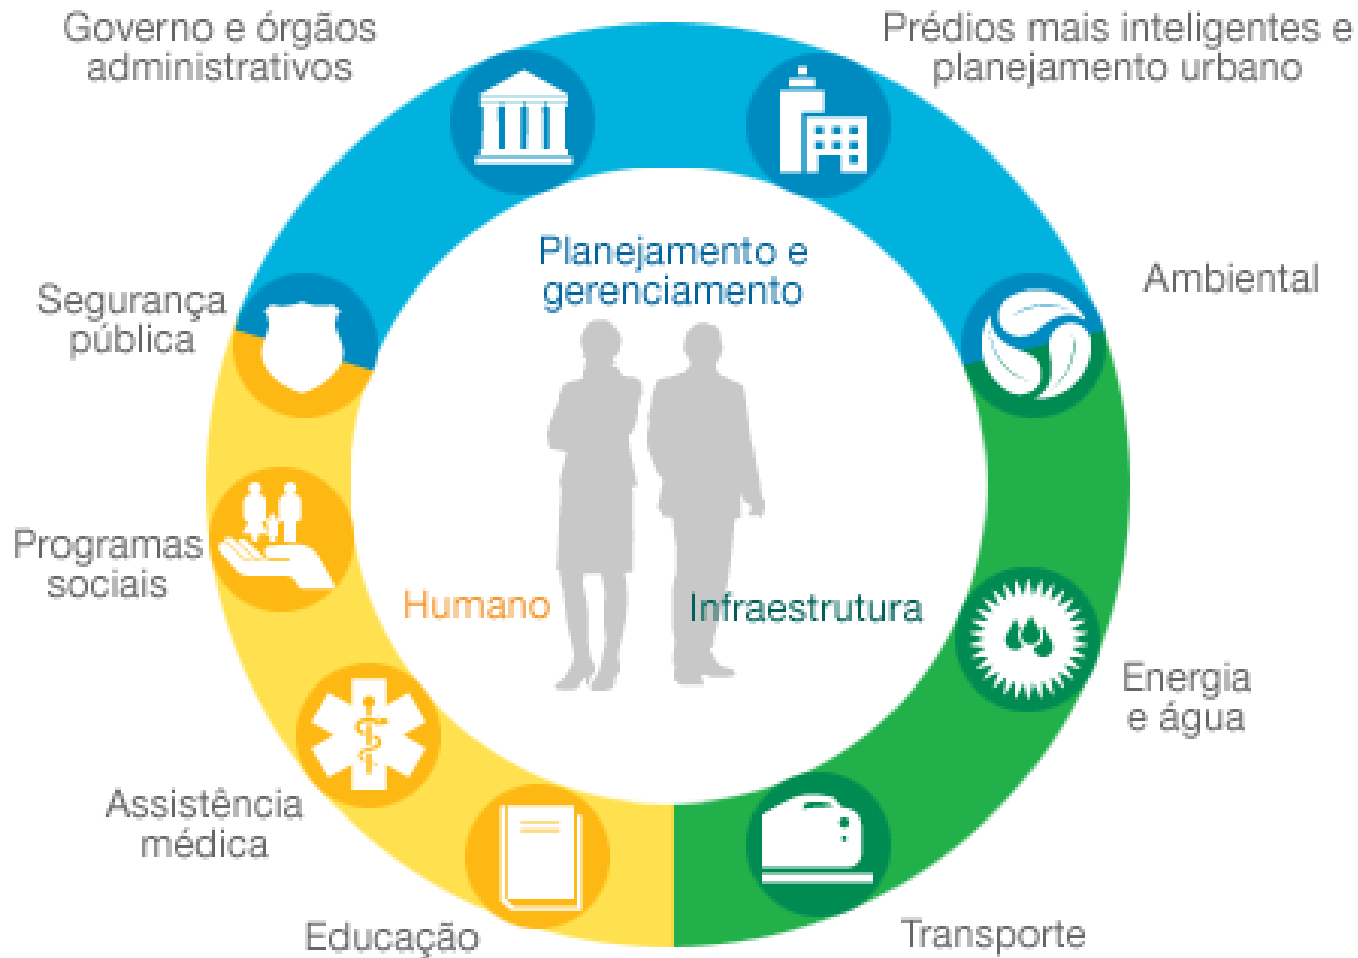 Governo e órgãos
administrativos
Prédios mais inteligentes e
planejamento urbano
Planejamento e
gerenciamento
Ambiental
Segurança
pública
Programas
sociais
Humano
Infraestrutura
Energia
e água
Assistência
médica
Educação
Transporte